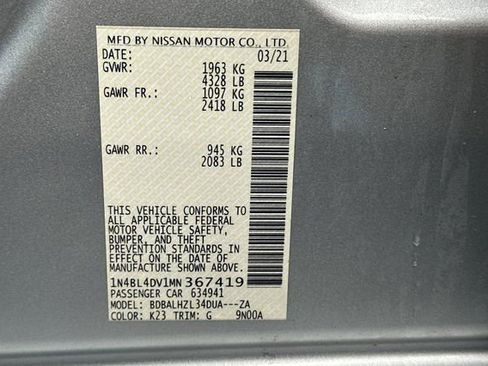 MFD BY NISSAN MOTOR CO., LTD.
DATE: 03/21
GVWR: 1963 KG
4328 LB
GAWR FR.: 1097 KG
2418 LB
GAWR RR.: 945 KG
2083 LB
THIS VEHICLE CONFORMS TO
ALL APPLICABLE FEDERAL
MOTOR VEHICLE SAFETY,
BUMPER, AND THEFT
PREVENTION STANDARDS IN
EFFECT ON THE DATE OF
MANUFACTURE SHOWN ABOVE.
1N4BL4DV1MN367419
PASSENGER CAR 634941
MODEL: BDBALHZL34DUA---ZA
COLOR: K23 TRIM: G 9N00A